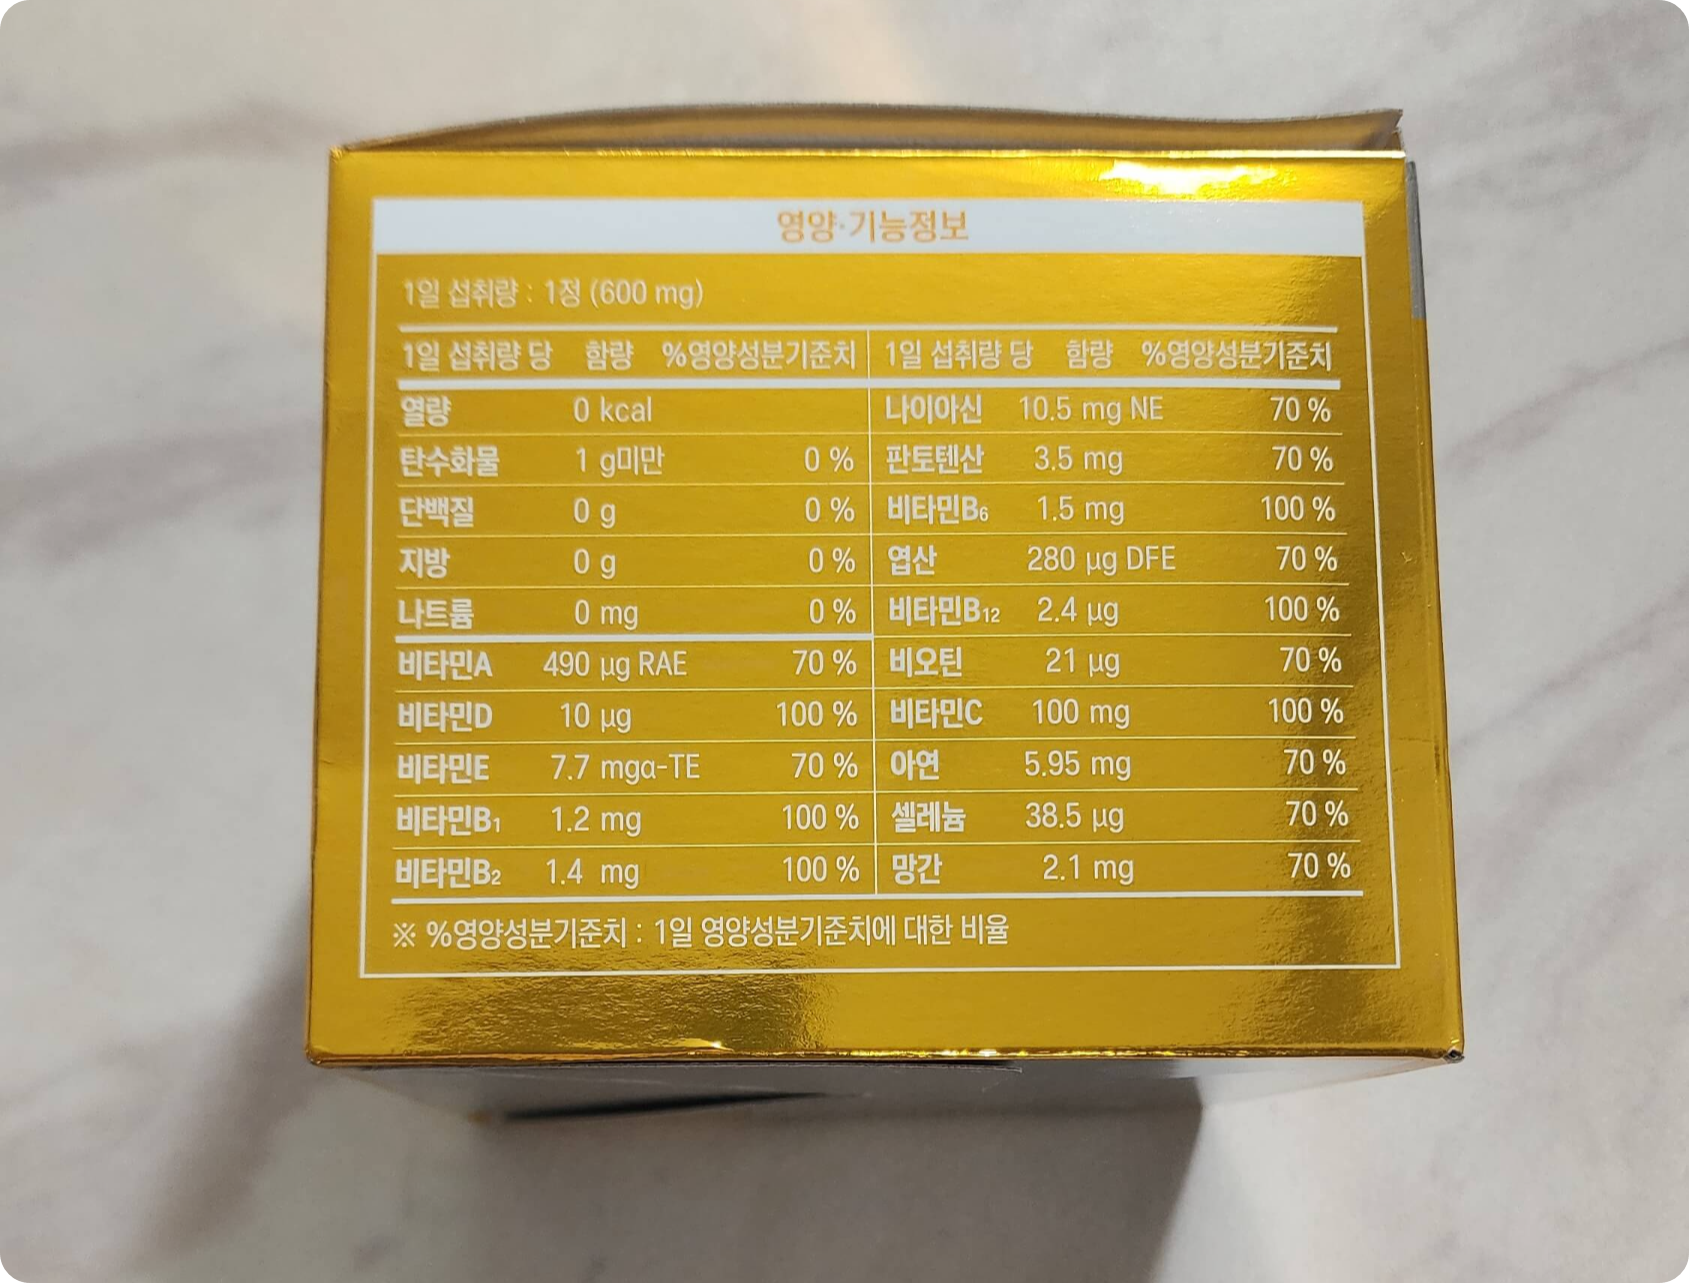 영양·기능정보
1일 섭취량 : 1정 (600 mg)
1일 섭취량 당 함량 %영양성분기준치
열량 0 kcal
탄수화물 1 g미만 0 %
단백질 0 g 0 %
지방 0 g 0 %
나트륨 0 mg 0 %
비타민A 490 µg RAE 70 %
비타민D 10 µg 100 %
비타민E 7.7 mgα-TE 70 %
비타민B₁ 1.2 mg 100 %
비타민B₂ 1.4 mg 100 %
1일 섭취량 당 함량 %영양성분기준치
나이아신 10.5 mg NE 70 %
판토텐산 3.5 mg 70 %
비타민B₆ 1.5 mg 100 %
엽산 280 µg DFE 70 %
비타민B₁₂ 2.4 µg 100 %
비오틴 21 µg 70 %
비타민C 100 mg 100 %
아연 5.95 mg 70 %
셀레늄 38.5 µg 70 %
망간 2.1 mg 70 %
※ %영양성분기준치 : 1일 영양성분기준치에 대한 비율